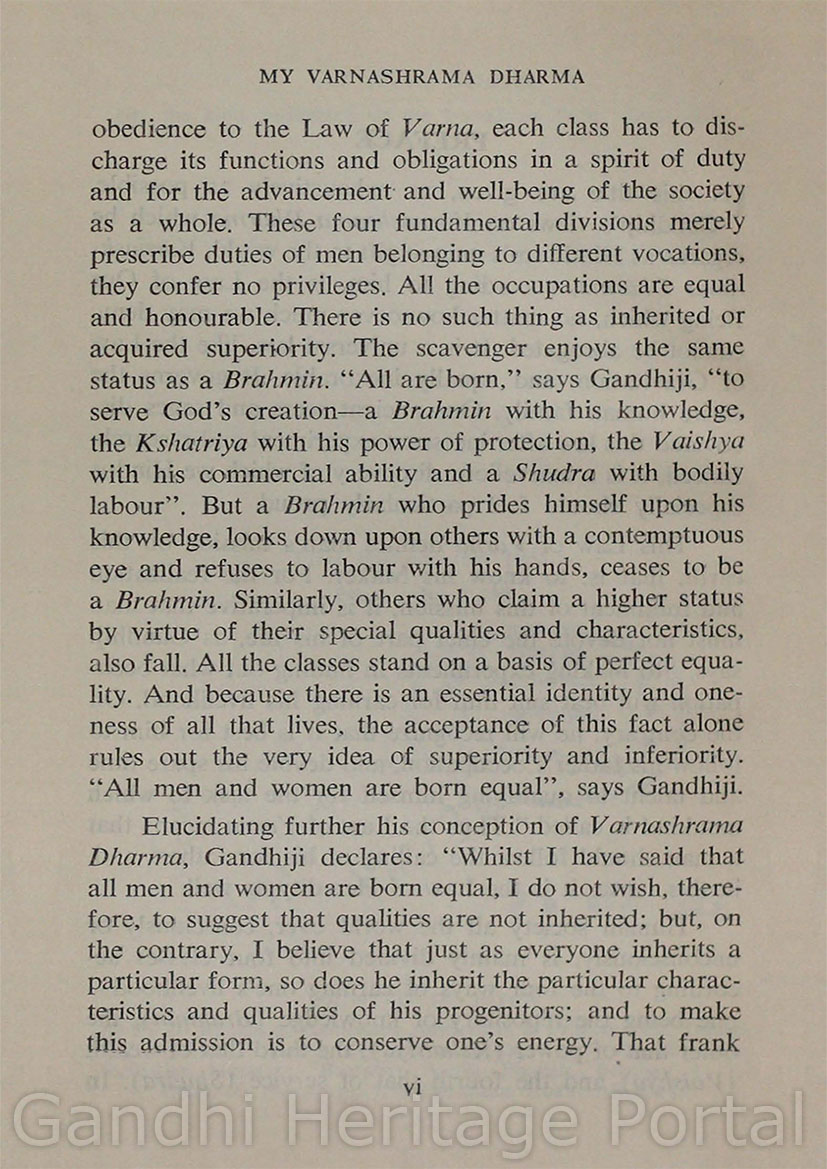 MY VARNASHRAMA DHARMA
obedience to the Law of Varna, each class has to dis-
charge its functions and obligations in a spirit of duty
and for the advancement and well-being of the society
as a whole. These four fundamental divisions merely
prescribe duties of men belonging to different vocations,
they confer no privileges. All the occupations are equal
and honourable. There is no such thing as inherited or
acquired superiority. The scavenger enjoys the same
status as a Brahmin. “All are born,” says Gandhiji, “to
serve God’s creation—a Brahmin with his knowledge,
the Kshatriya with his power of protection, the Vaishya
with his commercial ability and a Shudra with bodily
labour”. But a Brahmin who prides himself upon his
knowledge, looks down upon others with a contemptuous
eye and refuses to labour with his hands, ceases to be
a Brahmin. Similarly, others who claim a higher status
by virtue of their special qualities and characteristics,
also fall. All the classes stand on a basis of perfect equa-
lity. And because there is an essential identity and one-
ness of all that lives, the acceptance of this fact alone
rules out the very idea of superiority and inferiority.
“All men and women are born equal”, says Gandhiji.
Elucidating further his conception of Varnashrama
Dharma, Gandhiji declares: “Whilst I have said that
all men and women are born equal, I do not wish, there-
fore, to suggest that qualities are not inherited; but, on
the contrary, I believe that just as everyone inherits a
particular form, so does he inherit the particular charac-
teristics and qualities of his progenitors; and to make
this admission is to conserve one’s energy. That frank
vi
Gandhi Heritage Portal